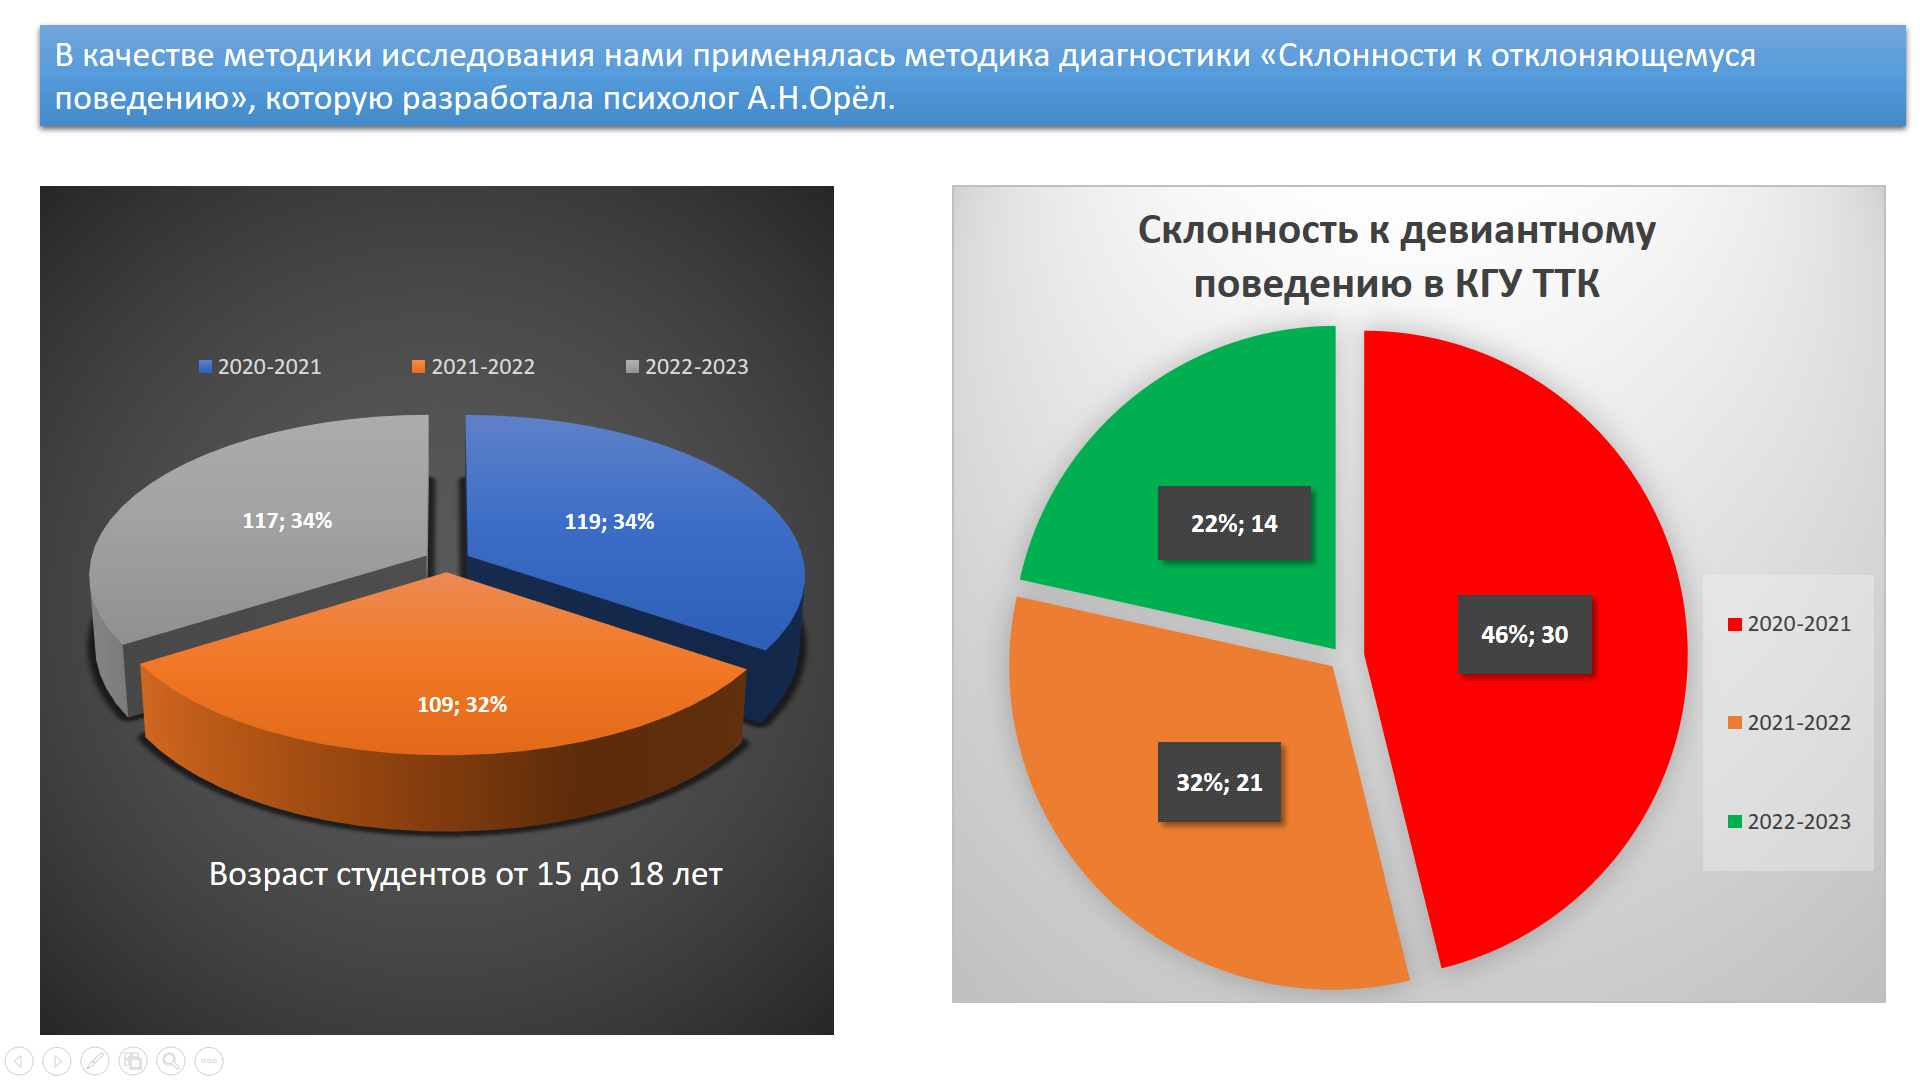 В качестве методики исследования нами применялась методика диагностики «Склонности к отклоняющемуся
поведению», которую разработала психолог А.Н.Орёл.
2020-2021
2021-2022
2022-2023
117; 34%
119; 34%
109; 32%
Возраст студентов от 15 до 18 лет
Склонность к девиантному
поведению в КГУ ТТК
22%; 14
46%; 30
32%; 21
2020-2021
2021-2022
2022-2023